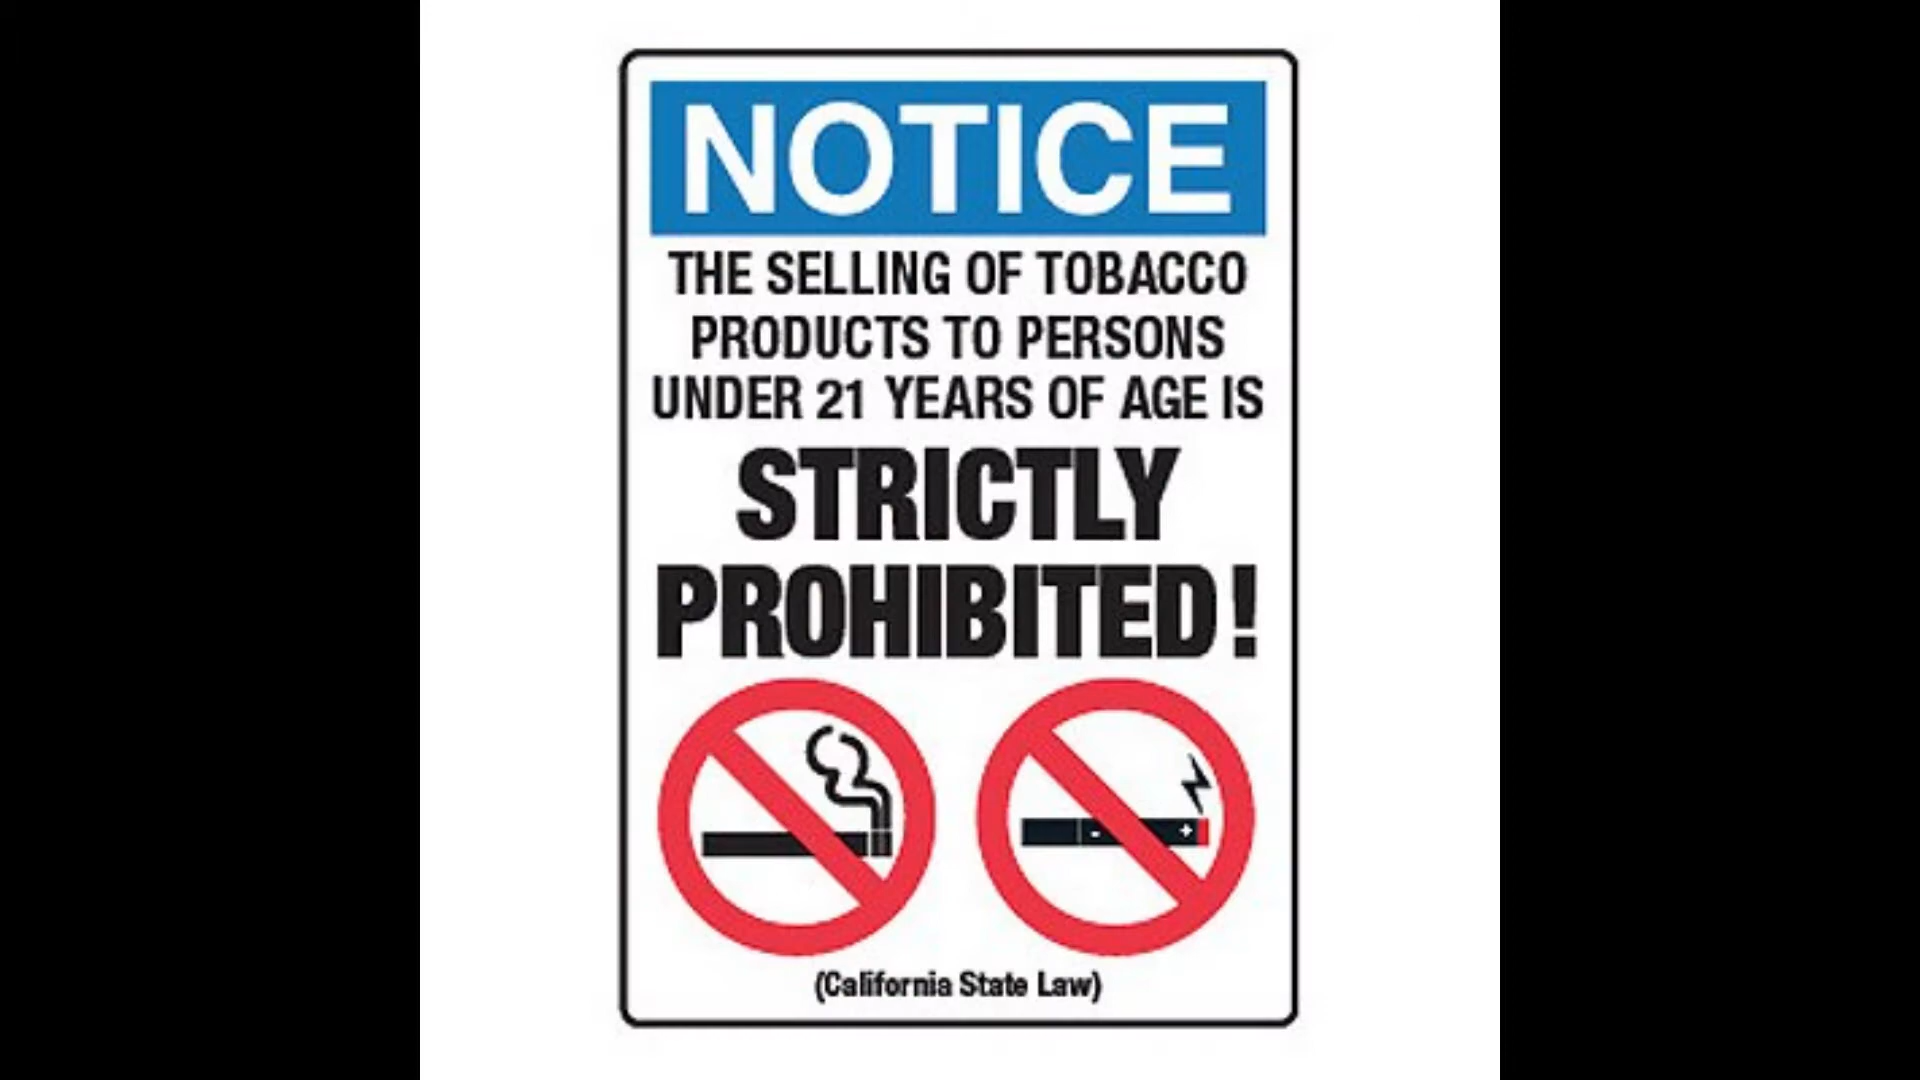 NOTICE
THE SELLING OF TOBACCO
PRODUCTS TO PERSONS
UNDER 21 YEARS OF AGE IS
STRICTLY
PROHIBITED!
- +
(California State Law)